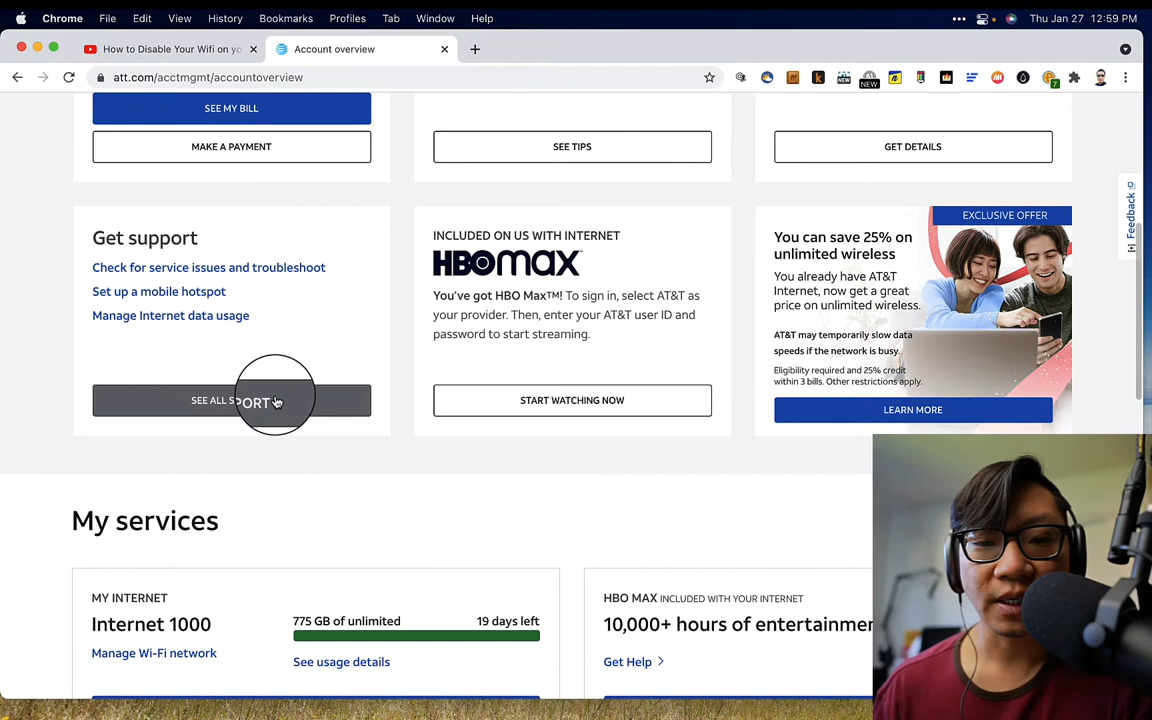 Chrome File Edit View History Bookmarks Profiles Tab Window Help
Thu Jan 27 12:59 PM
How to Disable Your Wifi on yo
Account overview
att.com/acctmgmt/accountoverview
NEW
NEW
7
SEE MY BILL
MAKE A PAYMENT
SEE TIPS
GET DETAILS
Feedback
Get support
Check for service issues and troubleshoot
Set up a mobile hotspot
Manage Internet data usage
SEE ALL S PORT
INCLUDED ON US WITH INTERNET
HBOMAX
You've got HBO Max™! To sign in, select AT&T as
your provider. Then, enter your AT&T user ID and
password to start streaming.
START WATCHING NOW
EXCLUSIVE OFFER
You can save 25% on
unlimited wireless
You already have AT&T
Internet, now get a great
price on unlimited wireless.
AT&T may temporarily slow data
speeds if the network is busy.
Eligibility required and 25% credit
within 3 bills. Other restrictions apply.
LEARN MORE
My services
MY INTERNET
Internet 1000
Manage Wi-Fi network
775 GB of unlimited
19 days left
See usage details
HBO MAX INCLUDED WITH YOUR INTERNET
10,000+ hours of entertainme
Get Help >